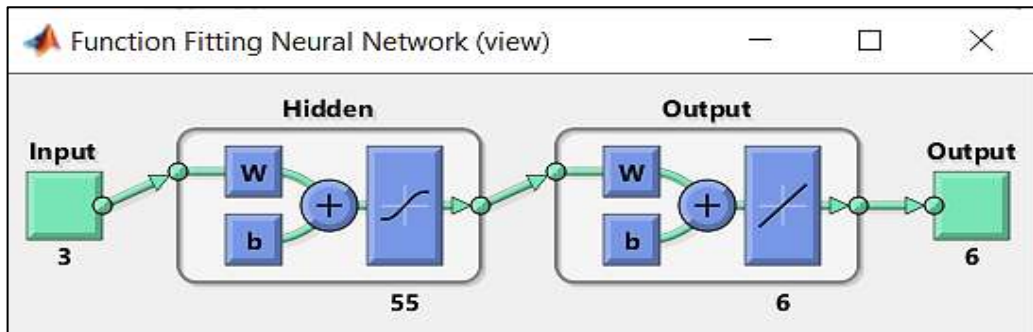 Function Fitting Neural Network (view)
Hidden
Output
Input
Output
W
W
+
+
b
b
3
6
55
6